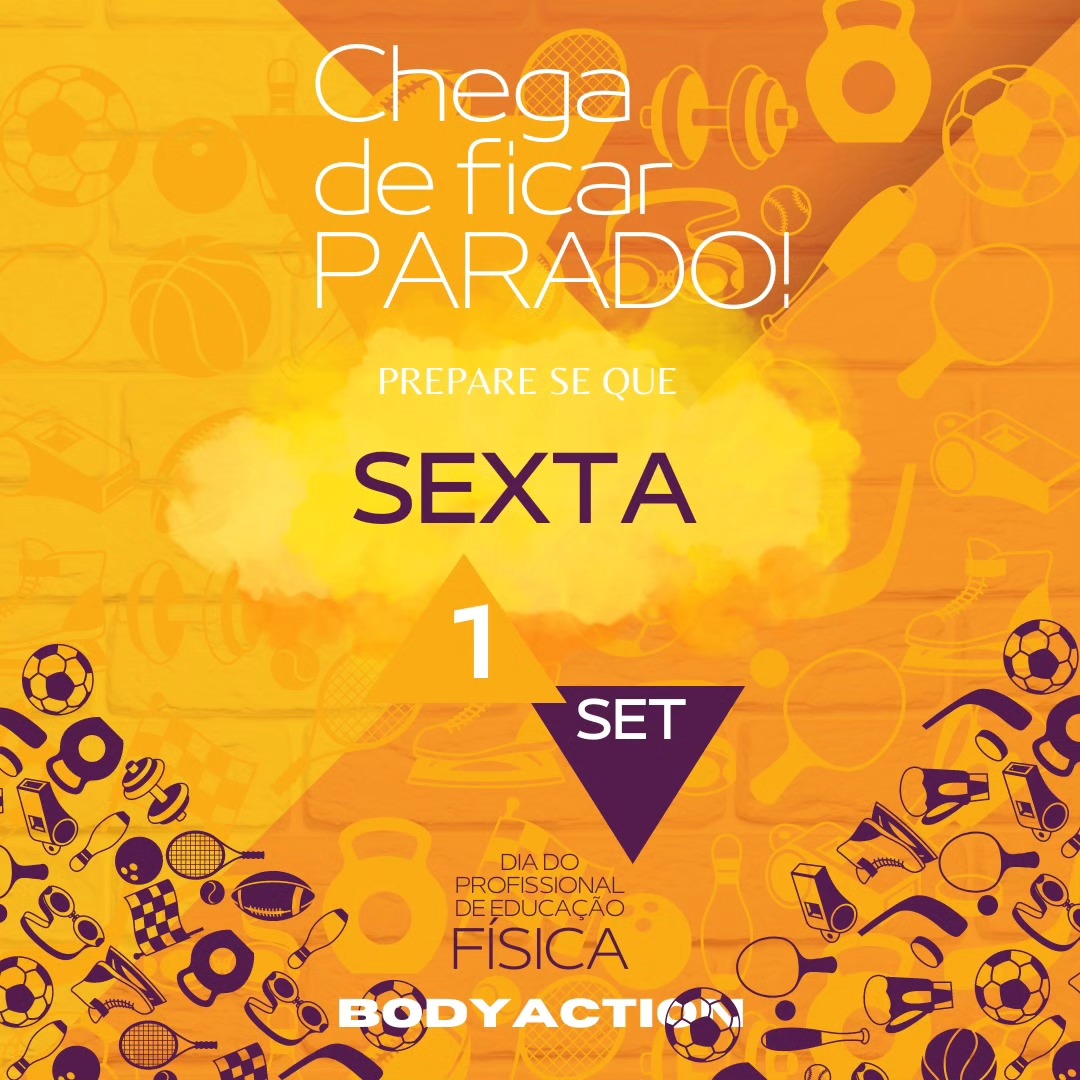 Chega
de ficar
PARADO!
PREPARE SE QUE
SEXTA
1
SET
DIA DO
PROFISSIONAL
DE EDUCAÇÃO
FÍSICA
BODYACTION